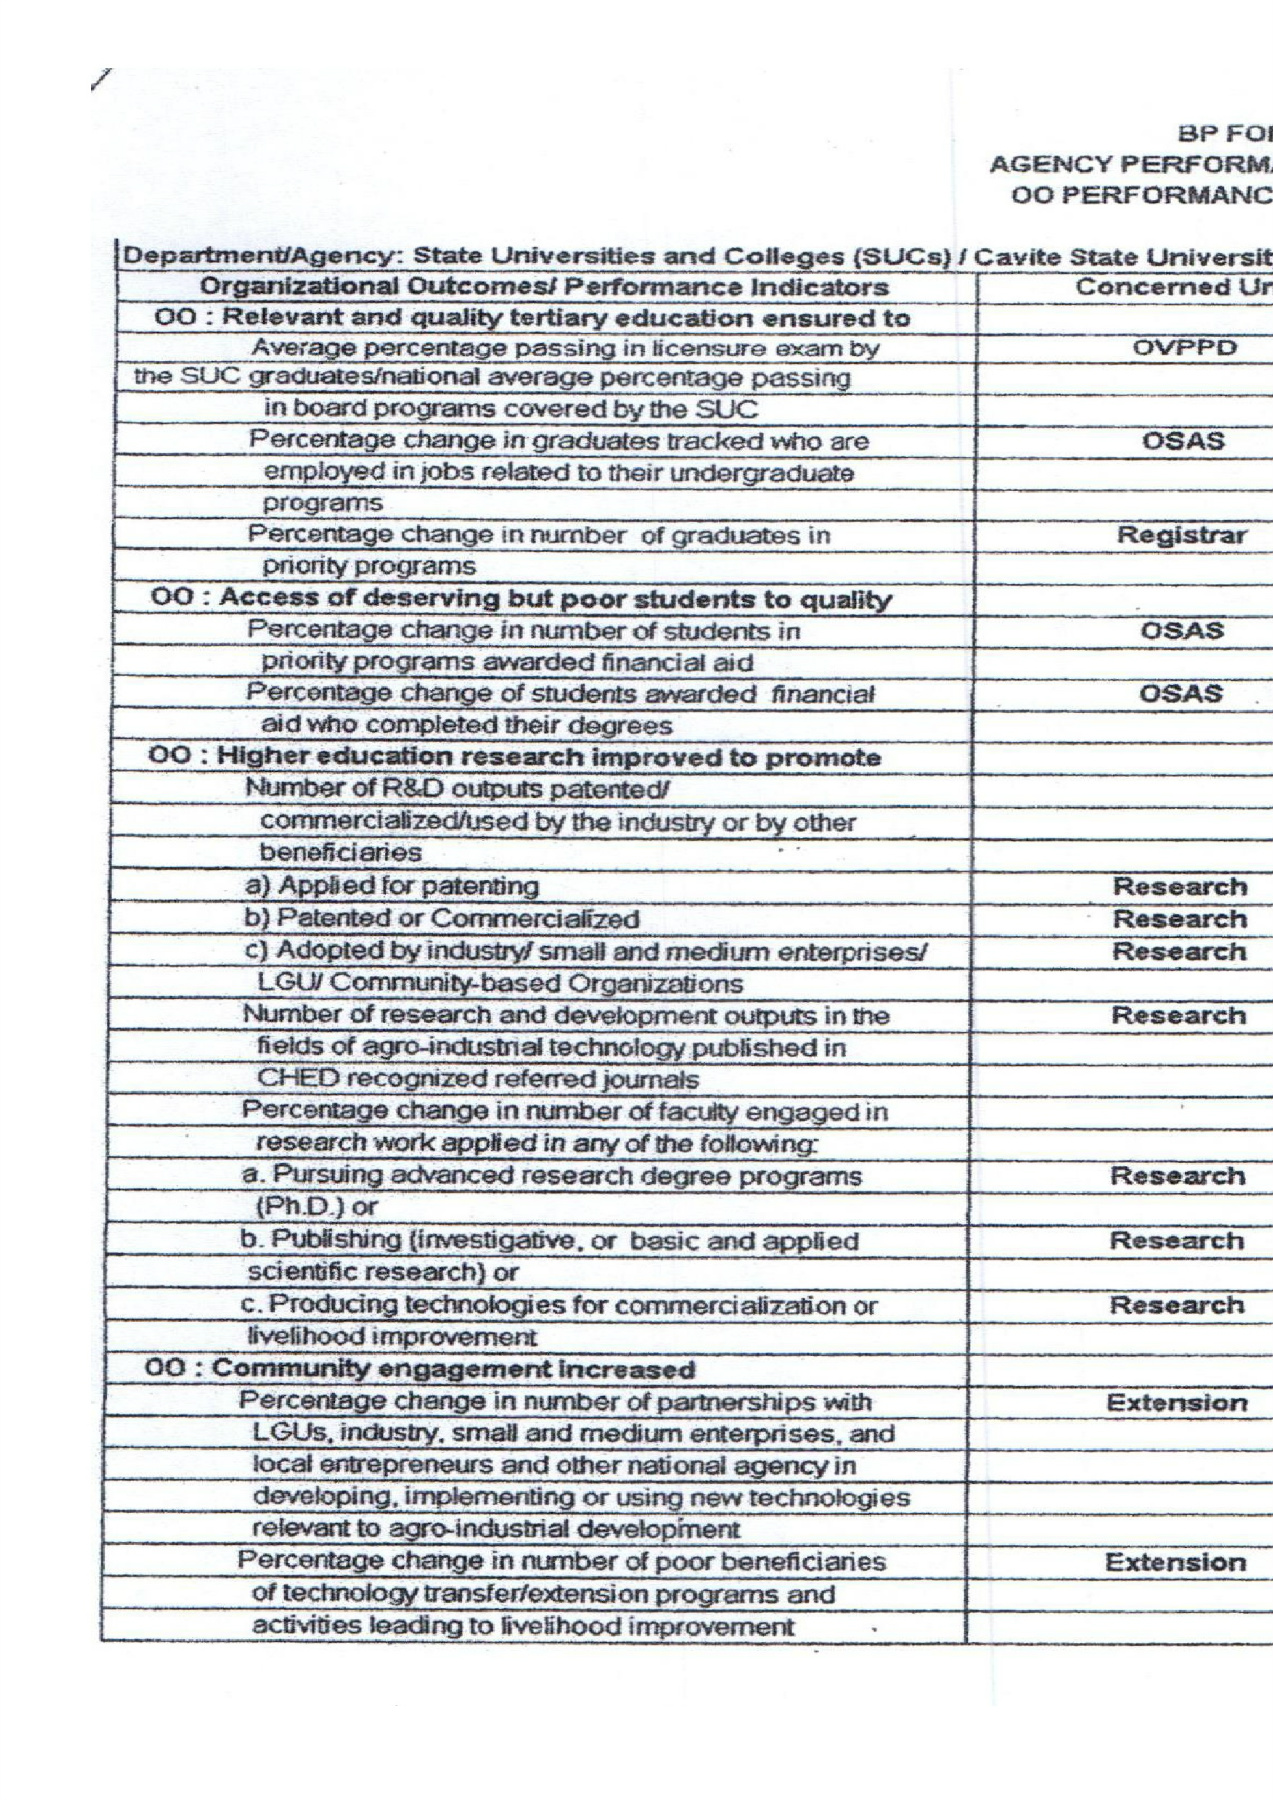 BP FO
AGENCY PERFORM
OO PERFORMANC
Department/Agency: State Universities and Colleges (SUCs) / Cavite State Universit
Organizational Outcomes/ Performance Indicators Concerned Un
OO : Relevant and quality tertiary education ensured to
Average percentage passing in licensure exam by OVPPD
the SUC graduates/national average percentage passing
in board programs covered by the SUC
Percentage change in graduates tracked who are OSAS
employed in jobs related to their undergraduate
programs
Percentage change in number of graduates in Registrar
priority programs
OO : Access of deserving but poor students to quality
Percentage change in number of students in OSAS
priority programs awarded financial aid
Percentage change of students awarded financial OSAS
aid who completed their degrees
OO : Higher education research improved to promote
Number of R&D outputs patented/
commercialized/used by the industry or by other
beneficiaries
a) Applied for patenting Research
b) Patented or Commercialized Research
c) Adopted by industry/ small and medium enterprises/ Research
LGU/ Community-based Organizations
Number of research and development outputs in the Research
fields of agro-industrial technology published in
CHED recognized referred journals
Percentage change in number of faculty engaged in
research work applied in any of the following:
a. Pursuing advanced research degree programs Research
(Ph.D.) or
b. Publishing (investigative, or basic and applied Research
scientific research) or
c. Producing technologies for commercialization or Research
livelihood improvement
OO : Community engagement increased
Percentage change in number of partnerships with Extension
LGUs, industry, small and medium enterprises, and
local entrepreneurs and other national agency in
developing, implementing or using new technologies
relevant to agro-industrial development
Percentage change in number of poor beneficiaries Extension
of technology transfer/extension programs and
activities leading to livelihood improvement